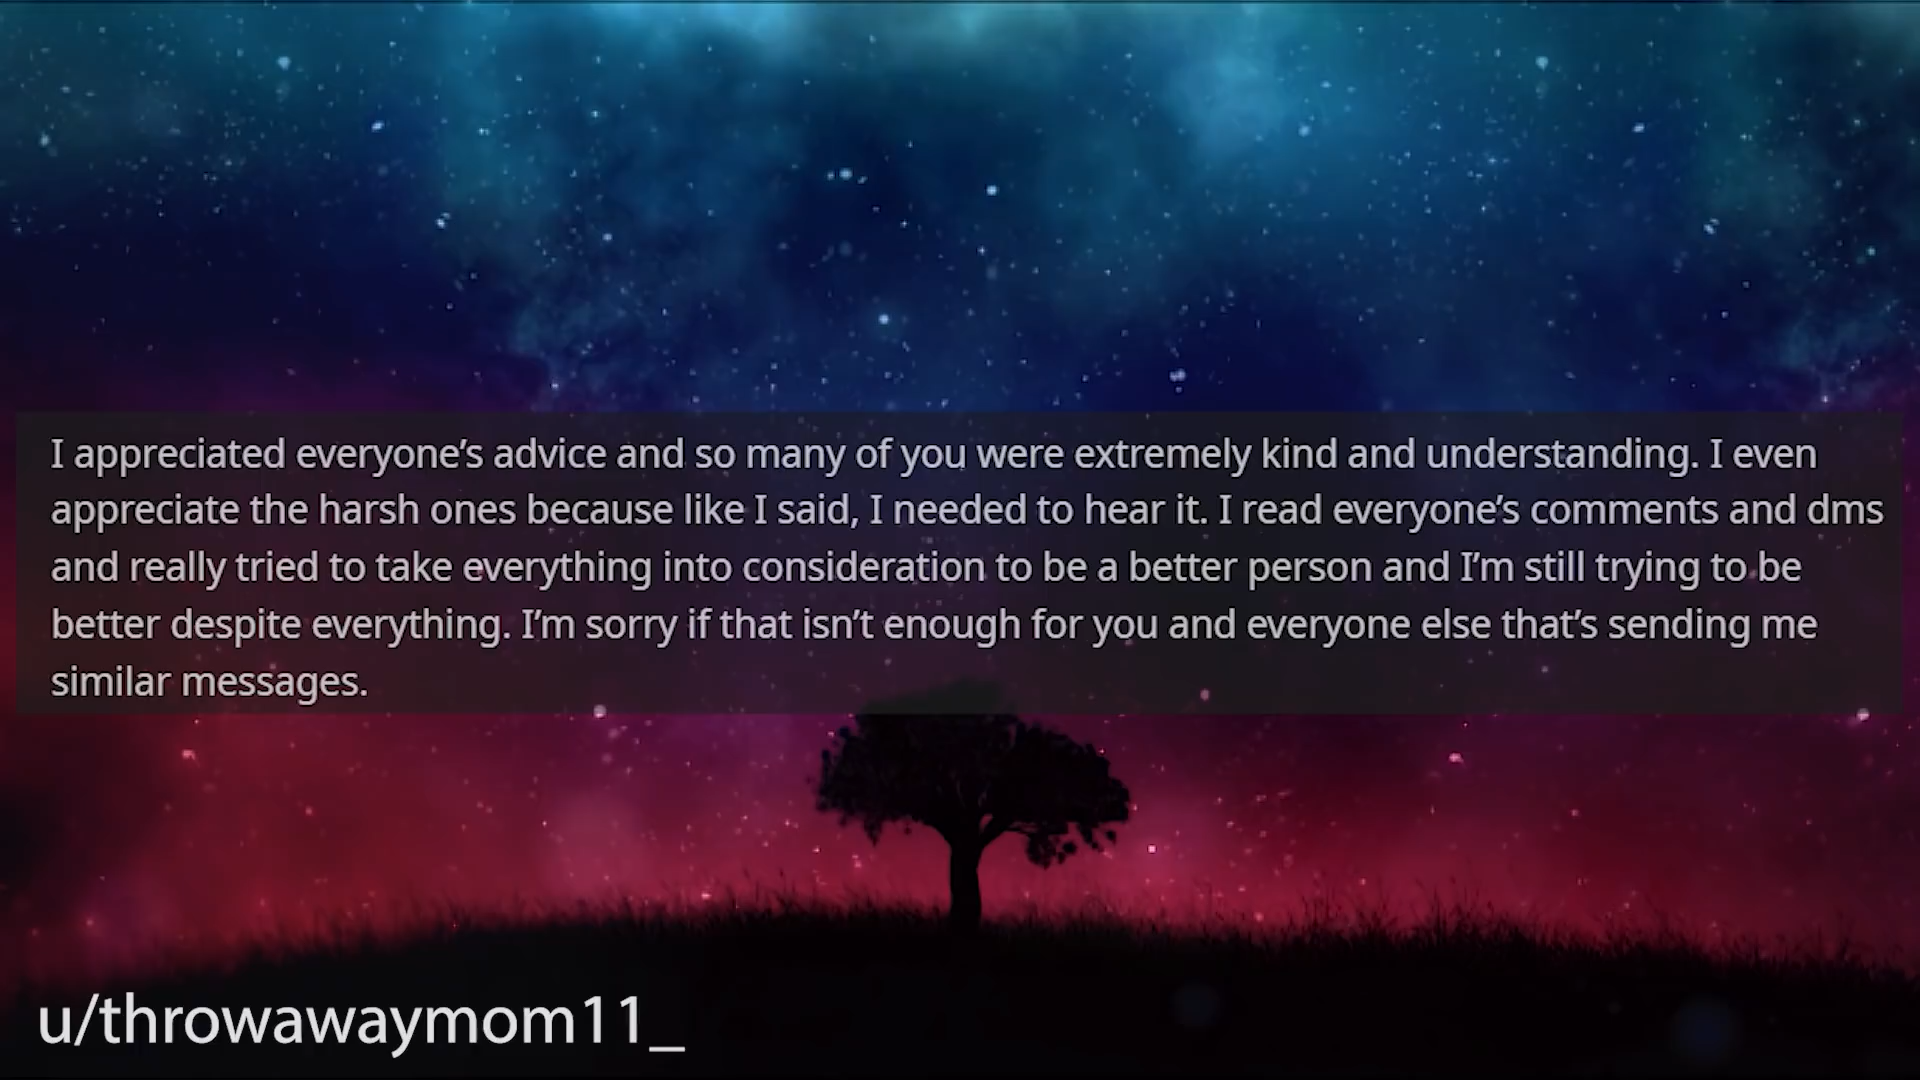 I appreciated everyone’s advice and so many of you were extremely kind and understanding. I even
appreciate the harsh ones because like I said, I needed to hear it. I read everyone’s comments and dms
and really tried to take everything into consideration to be a better person and I’m still trying to be
better despite everything. I’m sorry if that isn’t enough for you and everyone else that’s sending me
similar messages.
u/throwawaymom11_